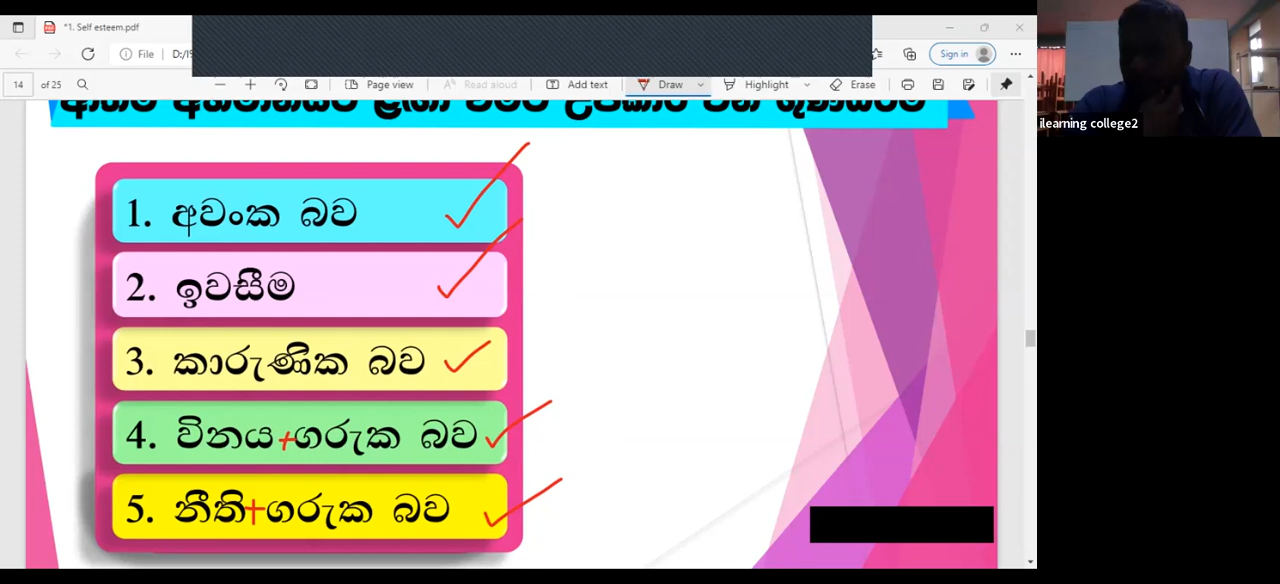 *1. Self esteem.pdf
File D:/
Sign in
14 of 25 Page view Read aloud Add text Draw Highlight Erase
ilearning college2
1. අවංක බව
2. ඉවසීම
3. කාරුණික බව
4. විනය +ගරුක බව
5. නීති+ගරුක බව